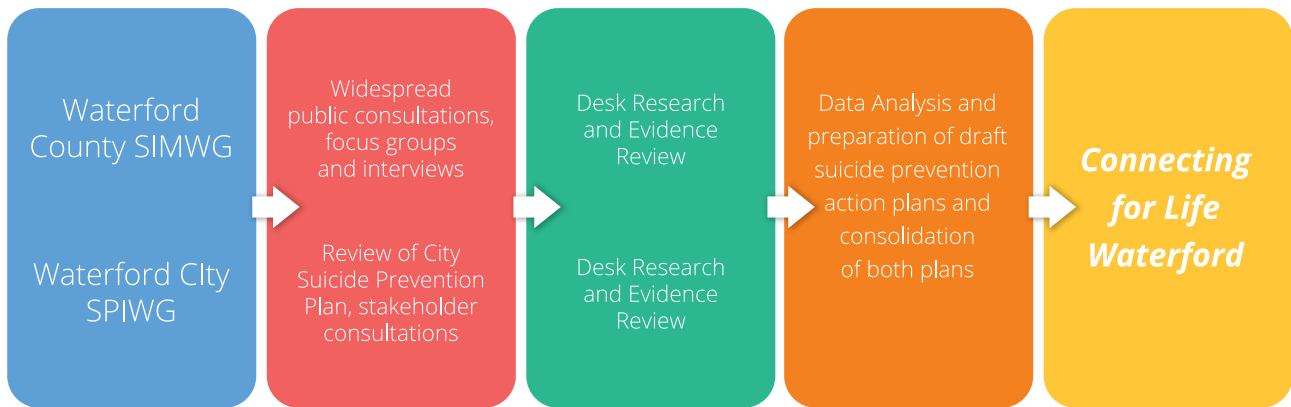 Waterford
County SIMWG
Waterford CIty
SPIWG
Widespread
public consultations,
focus groups
and interviews
Review of City
Suicide Prevention
Plan, stakeholder
consultations
Desk Research
and Evidence
Review
Desk Research
and Evidence
Review
Data Analysis and
preparation of draft
suicide prevention
action plans and
consolidation
of both plans
Connecting
for Life
Waterford